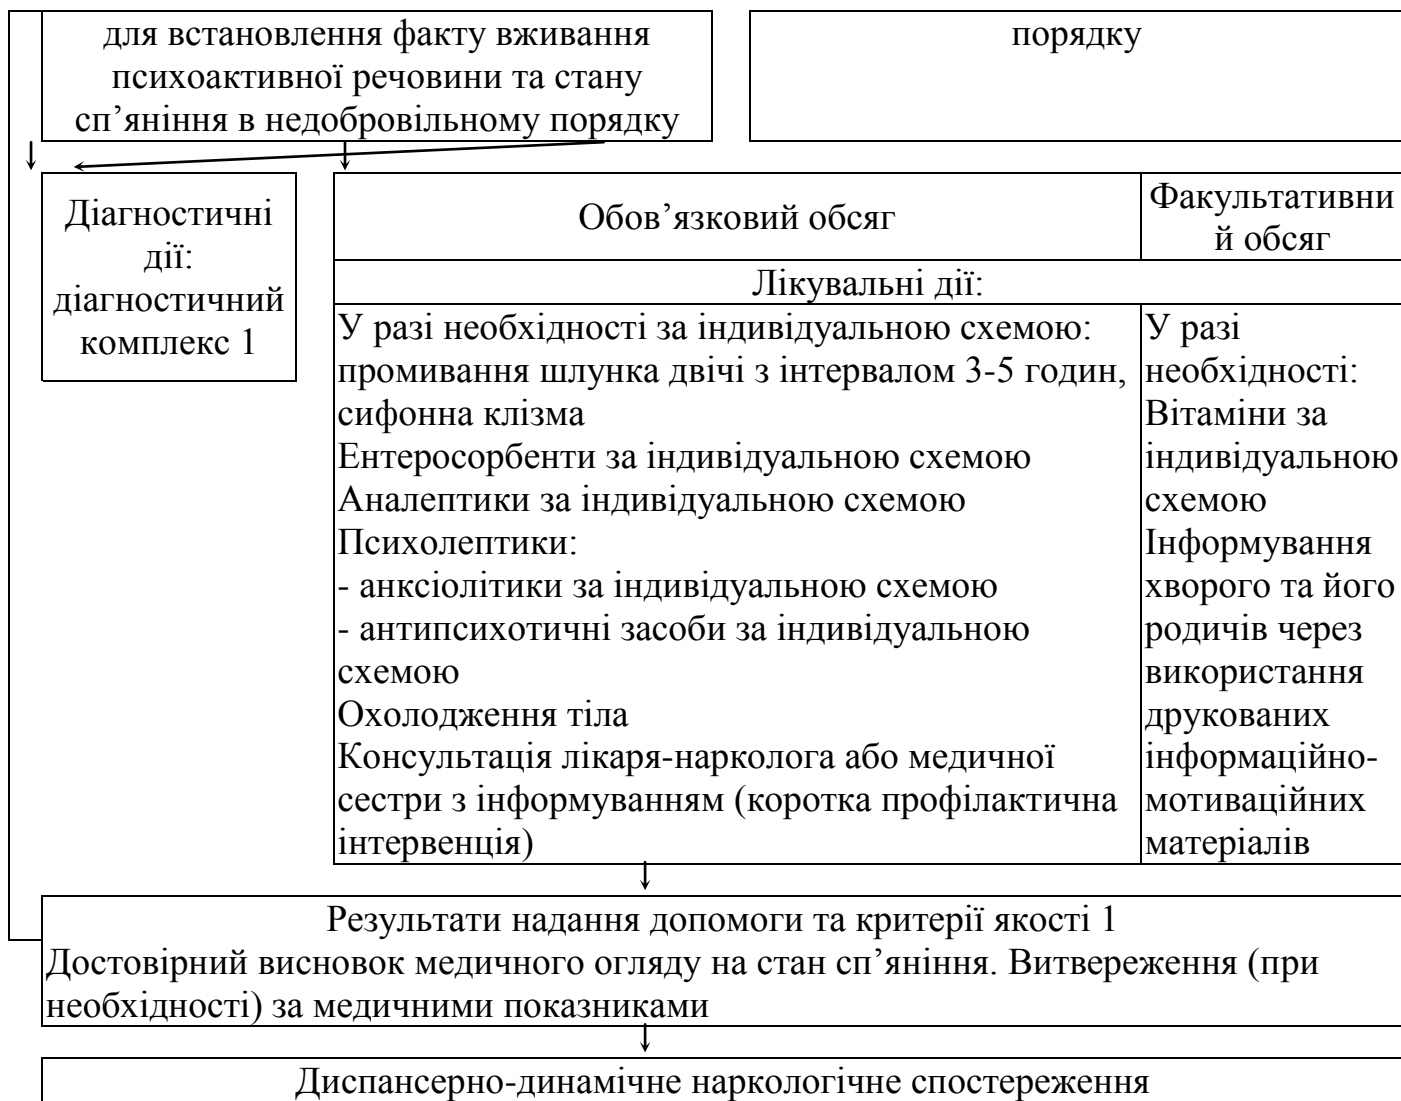 для встановлення факту вживання
психоактивної речовини та стану
сп’яніння в недобровільному порядку
порядку
Діагностичні
дії:
діагностичний
комплекс 1
Обов’язковий обсяг
Факультативни
й обсяг
Лікувальні дії:
У разі необхідності за індивідуальною схемою:
промивання шлунка двічі з інтервалом 3-5 годин,
сифонна клізма
Ентеросорбенти за індивідуальною схемою
Аналептики за індивідуальною схемою
Психолептики:
- анксіолітики за індивідуальною схемою
- антипсихотичні засоби за індивідуальною
схемою
Охолодження тіла
Консультація лікаря-нарколога або медичної
сестри з інформуванням (коротка профілактична
інтервенція)
У разі
необхідності:
Вітаміни за
індивідуальною
схемою
Інформування
хворого та його
родичів через
використання
друкованих
інформаційно-
мотиваційних
матеріалів
Результати надання допомоги та критерії якості 1
Достовірний висновок медичного огляду на стан сп’яніння. Витвереження (при
необхідності) за медичними показниками
Диспансерно-динамічне наркологічне спостереження